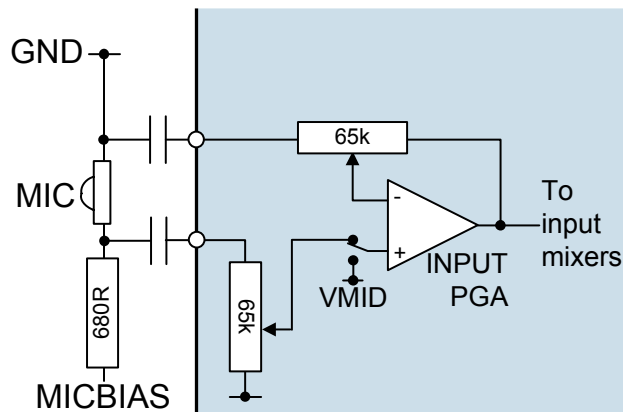 GND
65k
MIC
-
To
input
mixers
+
INPUT
PGA
VMID
680R
65k
MICBIAS